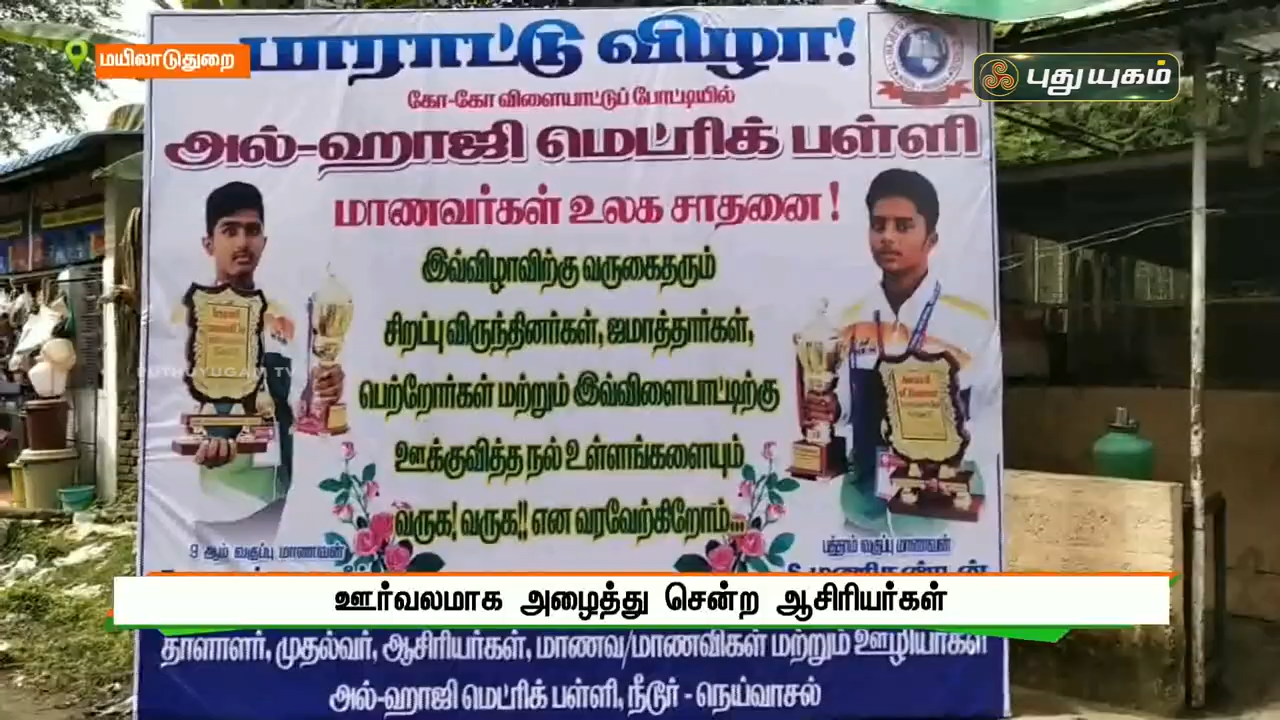 மயிலாடுதுறை
பாராட்டு விழா!
புதுயுகம்
கோ-கோ விளையாட்டுப் போட்டியில்
அல்-ஹாஜி மெட்ரிக் பள்ளி
மாணவர்கள் உலக சாதனை!
இவ்விழாவிற்கு வருகைதரும்
சிறப்பு விருந்தினர்கள், ஜமாத்தார்கள்,
பெற்றோர்கள் மற்றும் இவ்விளையாட்டிற்கு
ஊக்குவித்த நல் உள்ளங்களையும்
வருக! வருக!! என வரவேற்கிறோம்...
PUTHUYUGAM TV
9 ஆம் வகுப்பு மாணவன்
பத்தாம் வகுப்பு மாணவன்
ஊர்வலமாக அழைத்து சென்ற ஆசிரியர்கள்
தாளாளர், முதல்வர், ஆசிரியர்கள், மாணவ/மாணவிகள் மற்றும் ஊழியர்கள்
அல்-ஹாஜி மெட்ரிக் பள்ளி, நீடூர் - நெய்வாசல்